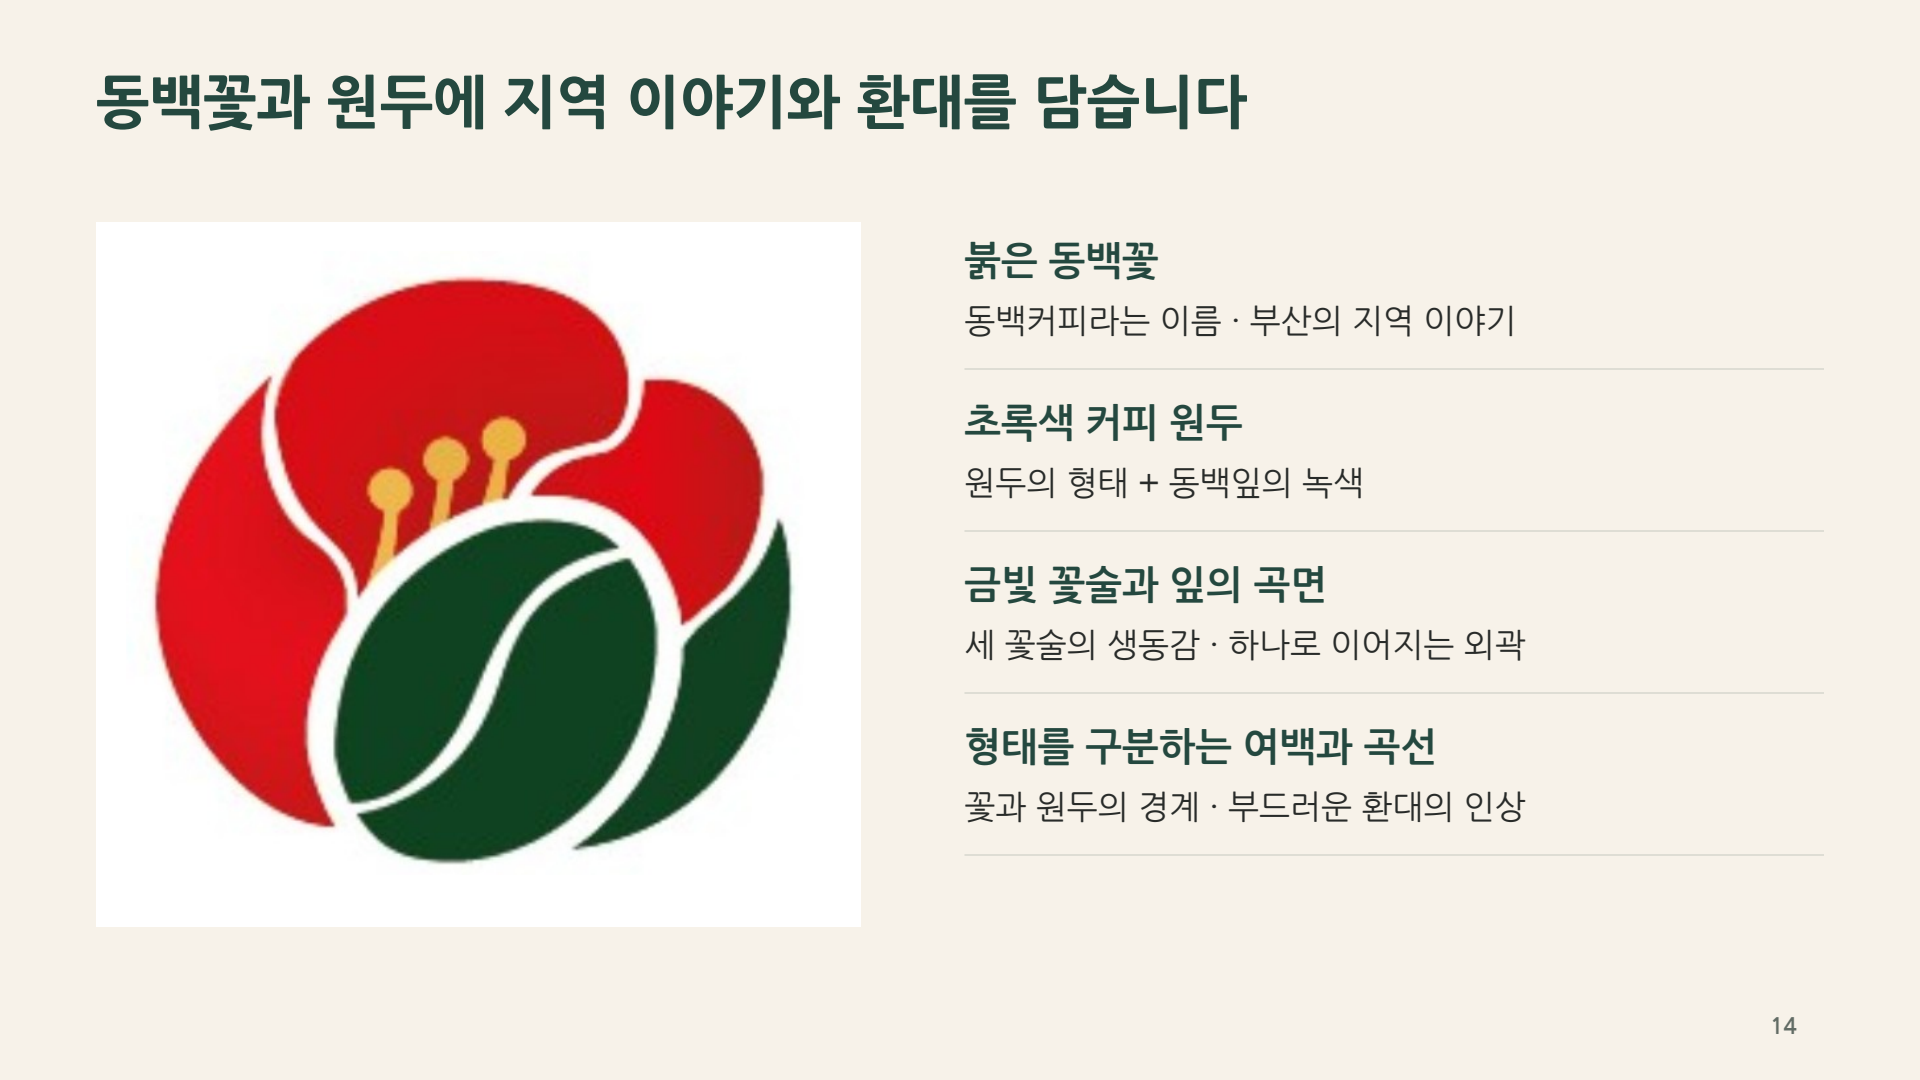 동백꽃과 원두에 지역 이야기와 환대를 담습니다
붉은 동백꽃
동백커피라는 이름 · 부산의 지역 이야기
초록색 커피 원두
원두의 형태 + 동백잎의 녹색
금빛 꽃술과 잎의 곡면
세 꽃술의 생동감 · 하나로 이어지는 외곽
형태를 구분하는 여백과 곡선
꽃과 원두의 경계 · 부드러운 환대의 인상
14